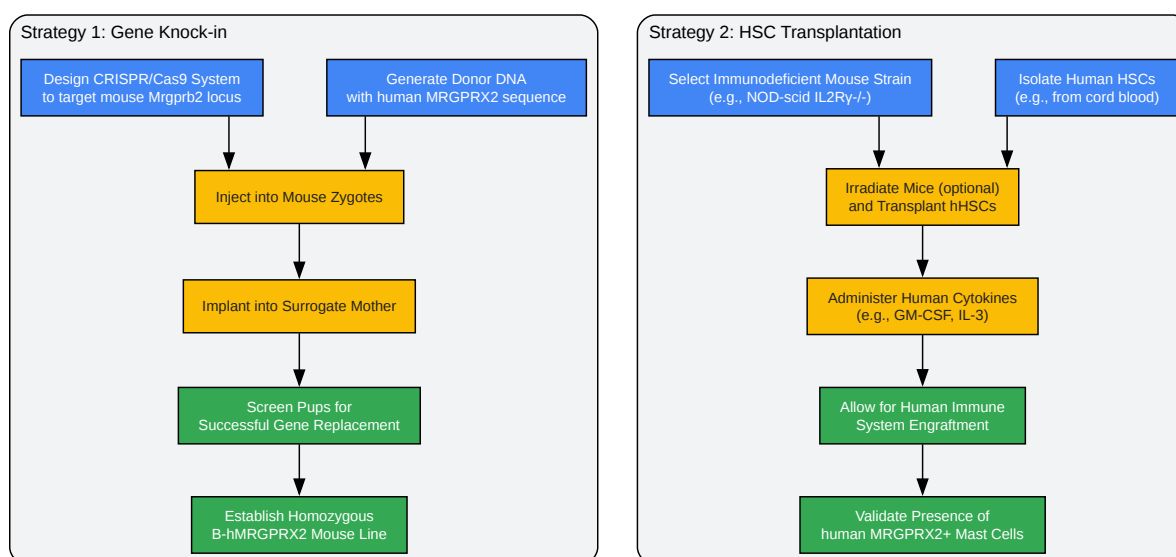 Strategy 1: Gene Knock-in
Design CRISPR/Cas9 System
to target mouse Mrgprb2 locus
Generate Donor DNA
with human MRGPRX2 sequence
Inject into Mouse Zygotes
Implant into Surrogate Mother
Screen Pups for
Successful Gene Replacement
Establish Homozygous
B-hMRGPRX2 Mouse Line
Strategy 2: HSC Transplantation
Select Immunodeficient Mouse Strain
(e.g., NOD-scid IL2Rγ-/-)
Isolate Human HSCs
(e.g., from cord blood)
Irradiate Mice (optional)
and Transplant hHSCs
Administer Human Cytokines
(e.g., GM-CSF, IL-3)
Allow for Human Immune
System Engraftment
Validate Presence of
human MRGPRX2+ Mast Cells